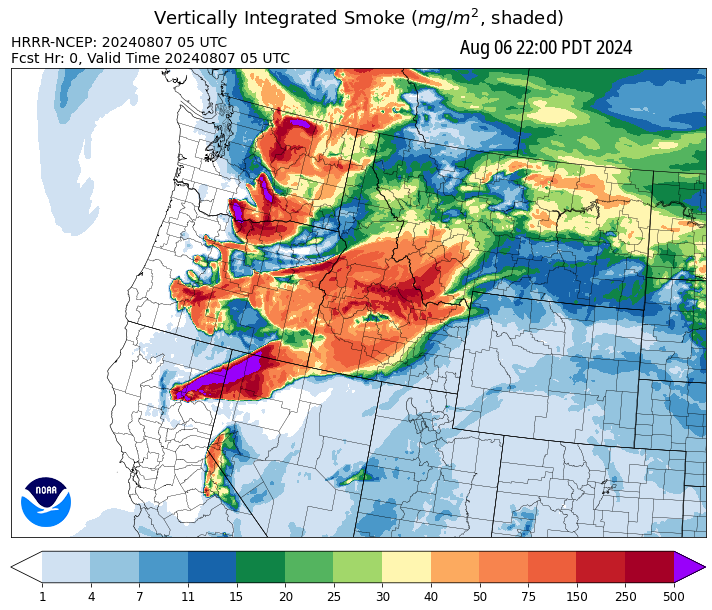 Vertically Integrated Smoke (mg/m², shaded)
HRRR-NCEP: 20240807 05 UTC
Aug 06 22:00 PDT 2024
Fcst Hr: 0, Valid Time 20240807 05 UTC
NOAA
1 4 7 11 15 20 25 30 40 50 75 150 250 500